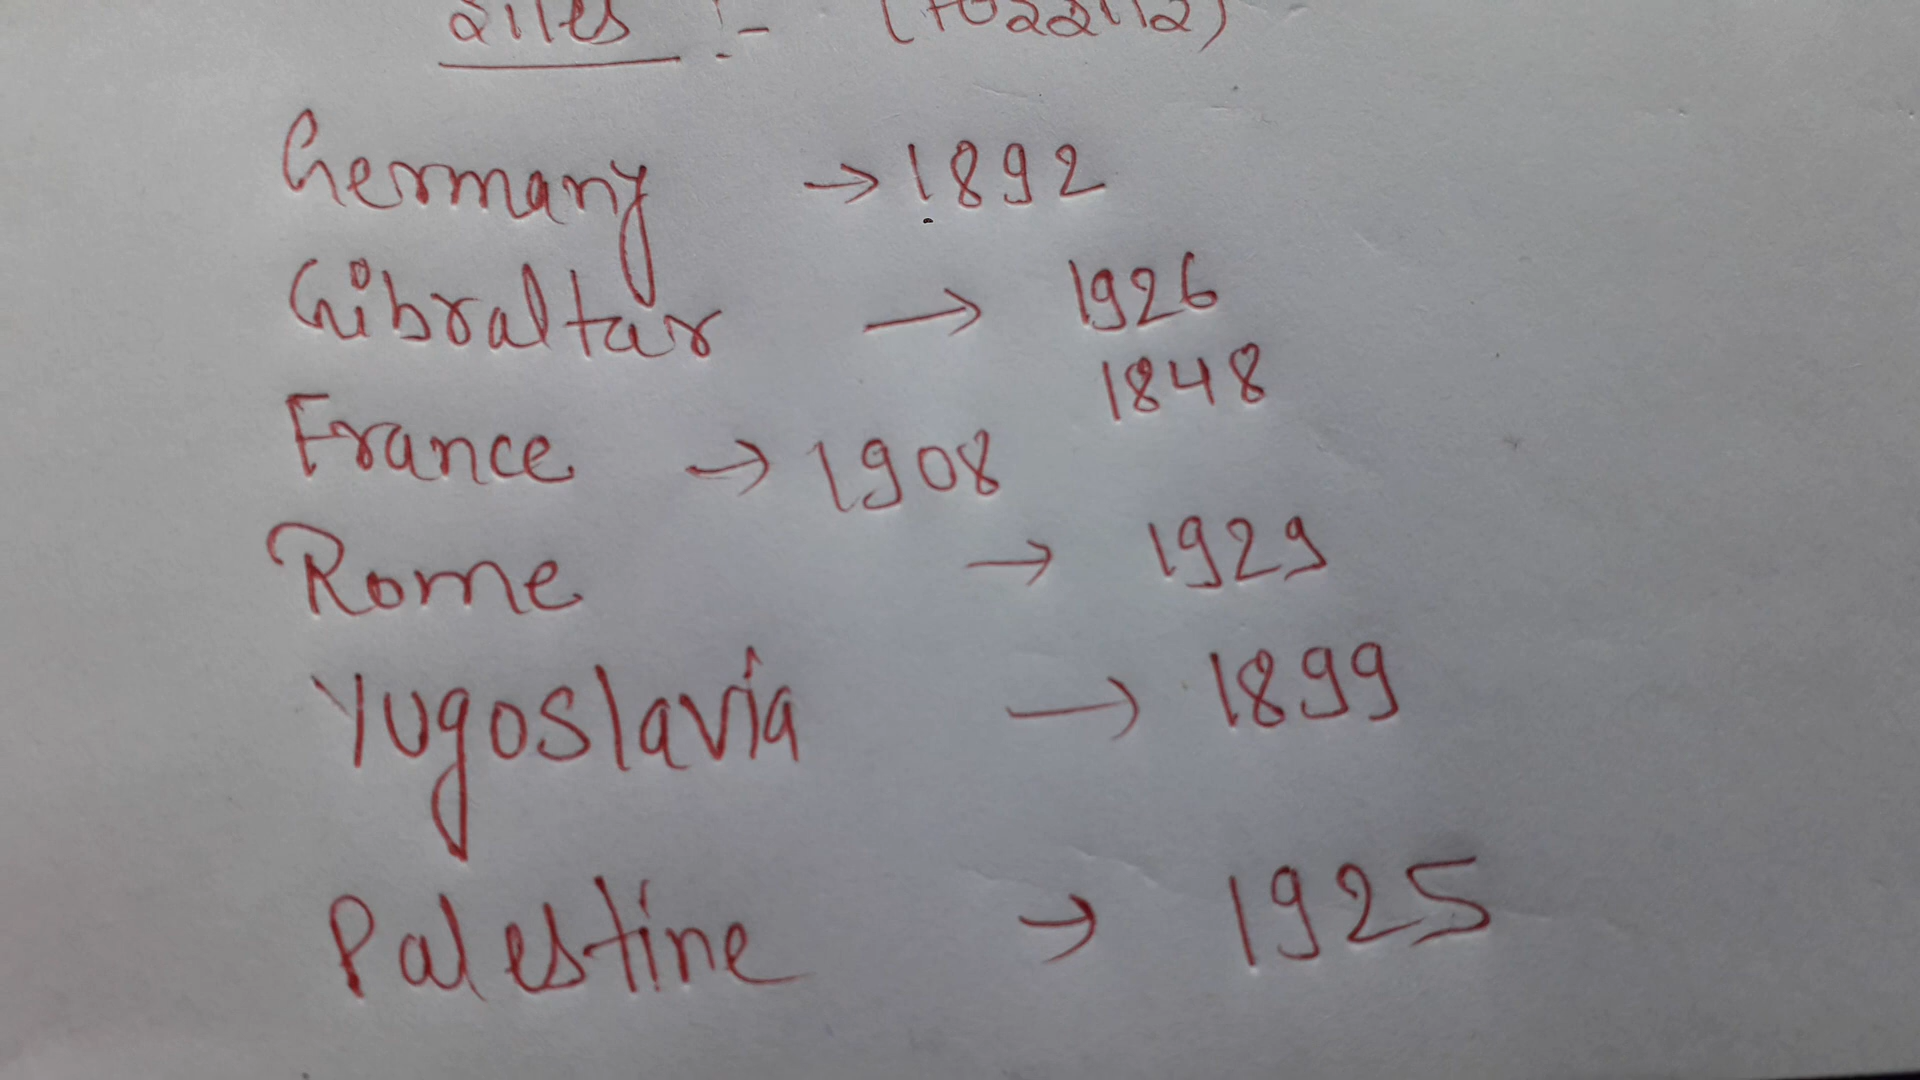 Germany → 1892
Gibraltar → 1926
1848
France → 1908
Rome → 1929
Yugoslavia → 1899
Palestine → 1925